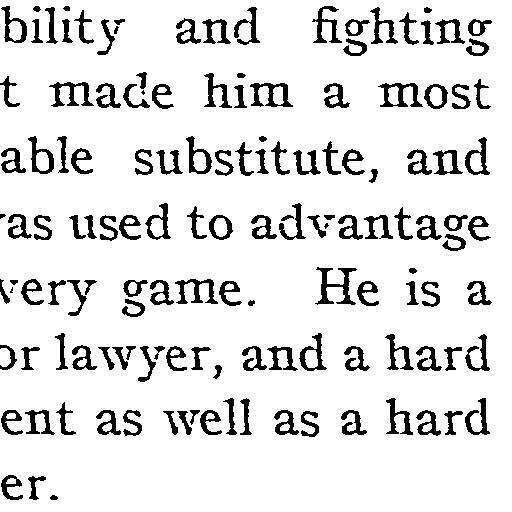 bility and fighting
t made him a most
able substitute, and
as used to advantage
very game. He is a
or lawyer, and a hard
ent as well as a hard
er.